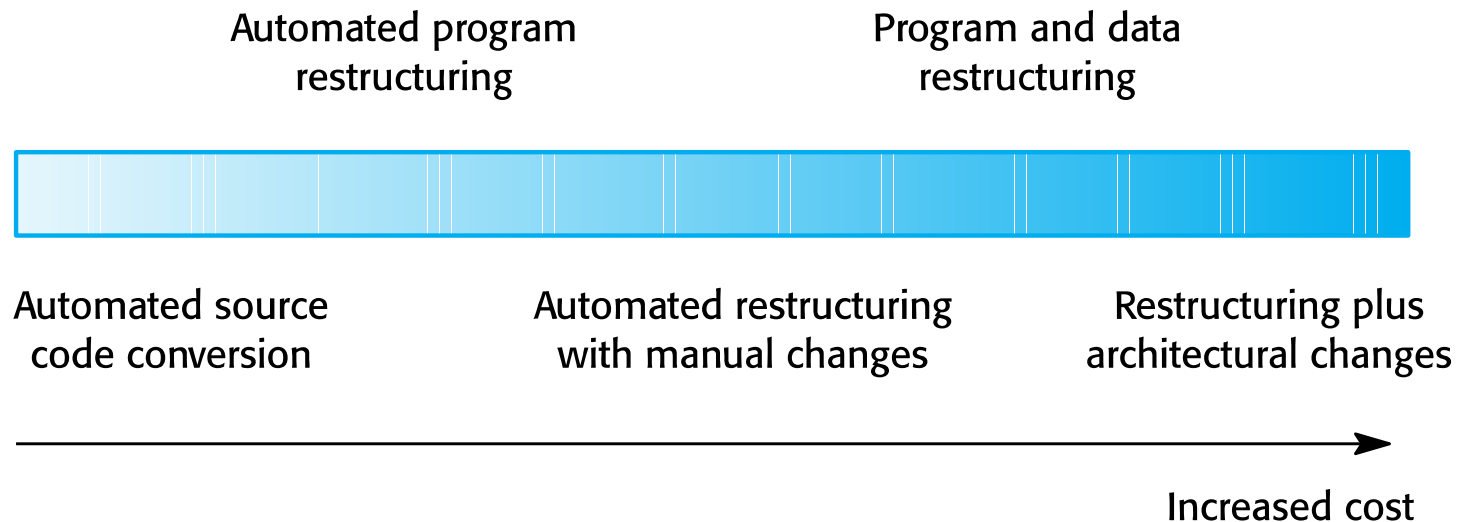 Automated program
restructuring
Program and data
restructuring
Automated source
code conversion
Automated restructuring
with manual changes
Restructuring plus
architectural changes
Increased cost